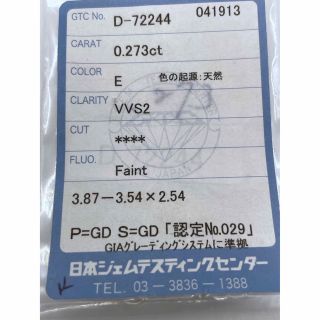 GTC No. D-72244 041913
CARAT 0.273ct
COLOR E 色の起源:天然
CLARITY VVS2
CUT ****
FLUO. Faint
3.87-3.54×2.54
P=GD S=GD「認定No.029」
GIAグレーディングシステムに準拠
日本ジェムテスティングセンター
TEL. 03-3836-1388